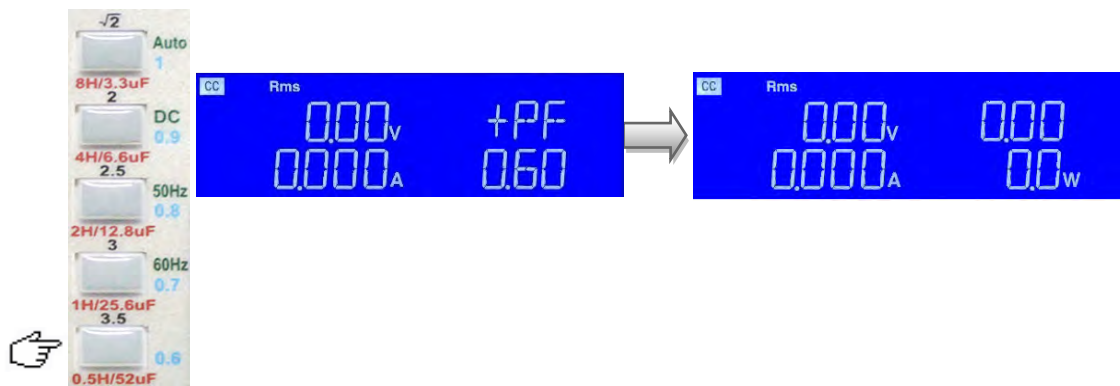 √2
Auto
1
8H/3.3uF
2
DC
0.9
4H/6.6uF
2.5
50Hz
0.8
2H/12.8uF
3
60Hz
0.7
1H/25.6uF
3.5
0.6
0.5H/52uF
CC Rms
0.00V +PF
0.000A 0.60
CC Rms
0.00V 0.00
0.000A 0.0W